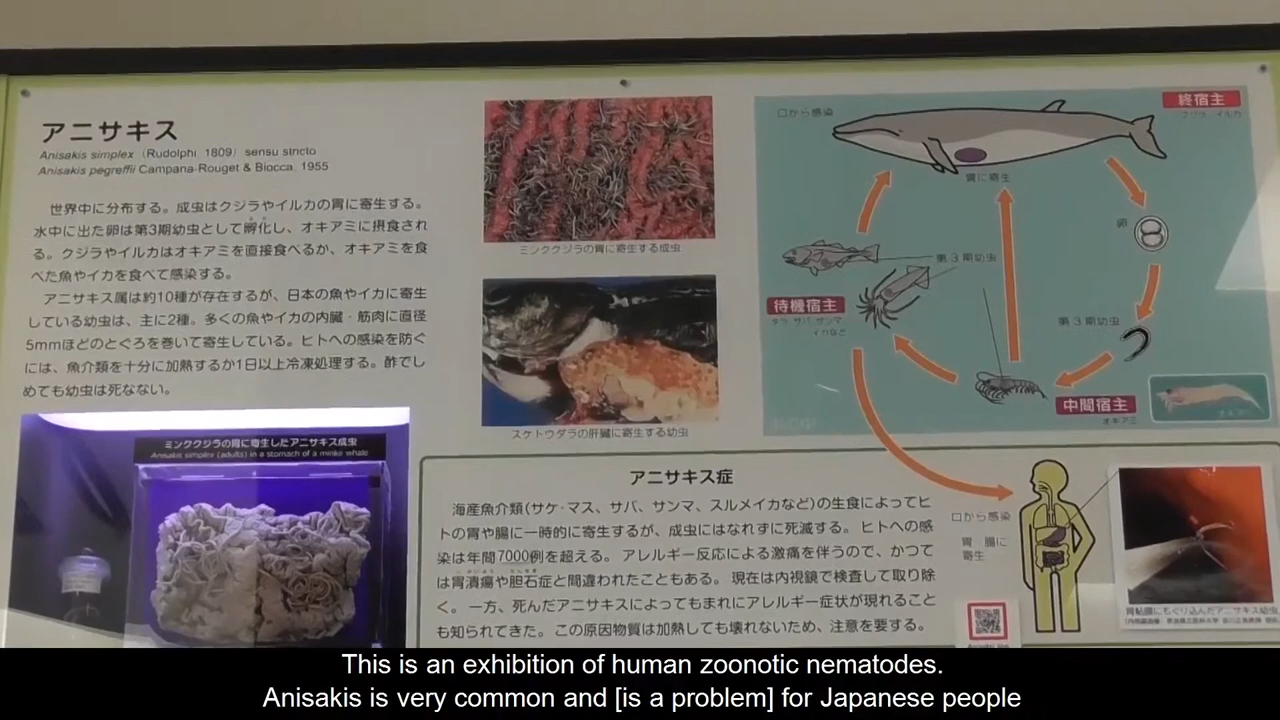 アニサキス
Anisakis simplex (Rudolphi, 1809) sensu stricto
Anisakis pegreffii Campana-Rouget & Biocca, 1955
世界中に分布する。成虫はクジラやイルカの胃に寄生する。
水中に出た卵は第3期幼虫として孵化し、オキアミに摂食され
る。クジラやイルカはオキアミを直接食べるか、オキアミを食
べた魚やイカを食べて感染する。
アニサキス属は約10種が存在するが、日本の魚やイカに寄生
している幼虫は、主に2種。多くの魚やイカの内臓・筋肉に直径
5mmほどのとぐろを巻いて寄生している。ヒトへの感染を防ぐ
には、魚介類を十分に加熱するか1日以上冷凍処理する。酢でし
めても幼虫は死なない。
ミンククジラの胃に寄生する成虫
スケトウダラの肝臓に寄生する幼虫
口から感染
終宿主
クジラ・イルカ
胃に寄生
卵
第3期幼虫
待機宿主
タラ サバ サンマ
イカなど
第3期幼虫
中間宿主
オキアミ
オキアミ
ミンククジラの胃に寄生したアニサキス成虫
Anisakis simplex (adults) in a stomach of a minke whale
アニサキス症
海産魚介類(サケ・マス、サバ、サンマ、スルメイカなど)の生食によってヒ
トの胃や腸に一時的に寄生するが、成虫にはなれずに死滅する。ヒトへの感
染は年間7000例を超える。アレルギー反応による激痛を伴うので、かつて
は胃潰瘍や胆石症と間違われたこともある。現在は内視鏡で検査して取り除
く。一方、死んだアニサキスによってもまれにアレルギー症状が現れること
も知られてきた。この原因物質は加熱しても壊れないため、注意を要する。
口から感染
胃 腸に
寄生
胃粘膜にもぐり込んだアニサキス幼虫
This is an exhibition of human zoonotic nematodes.
Anisakis is very common and [is a problem] for Japanese people